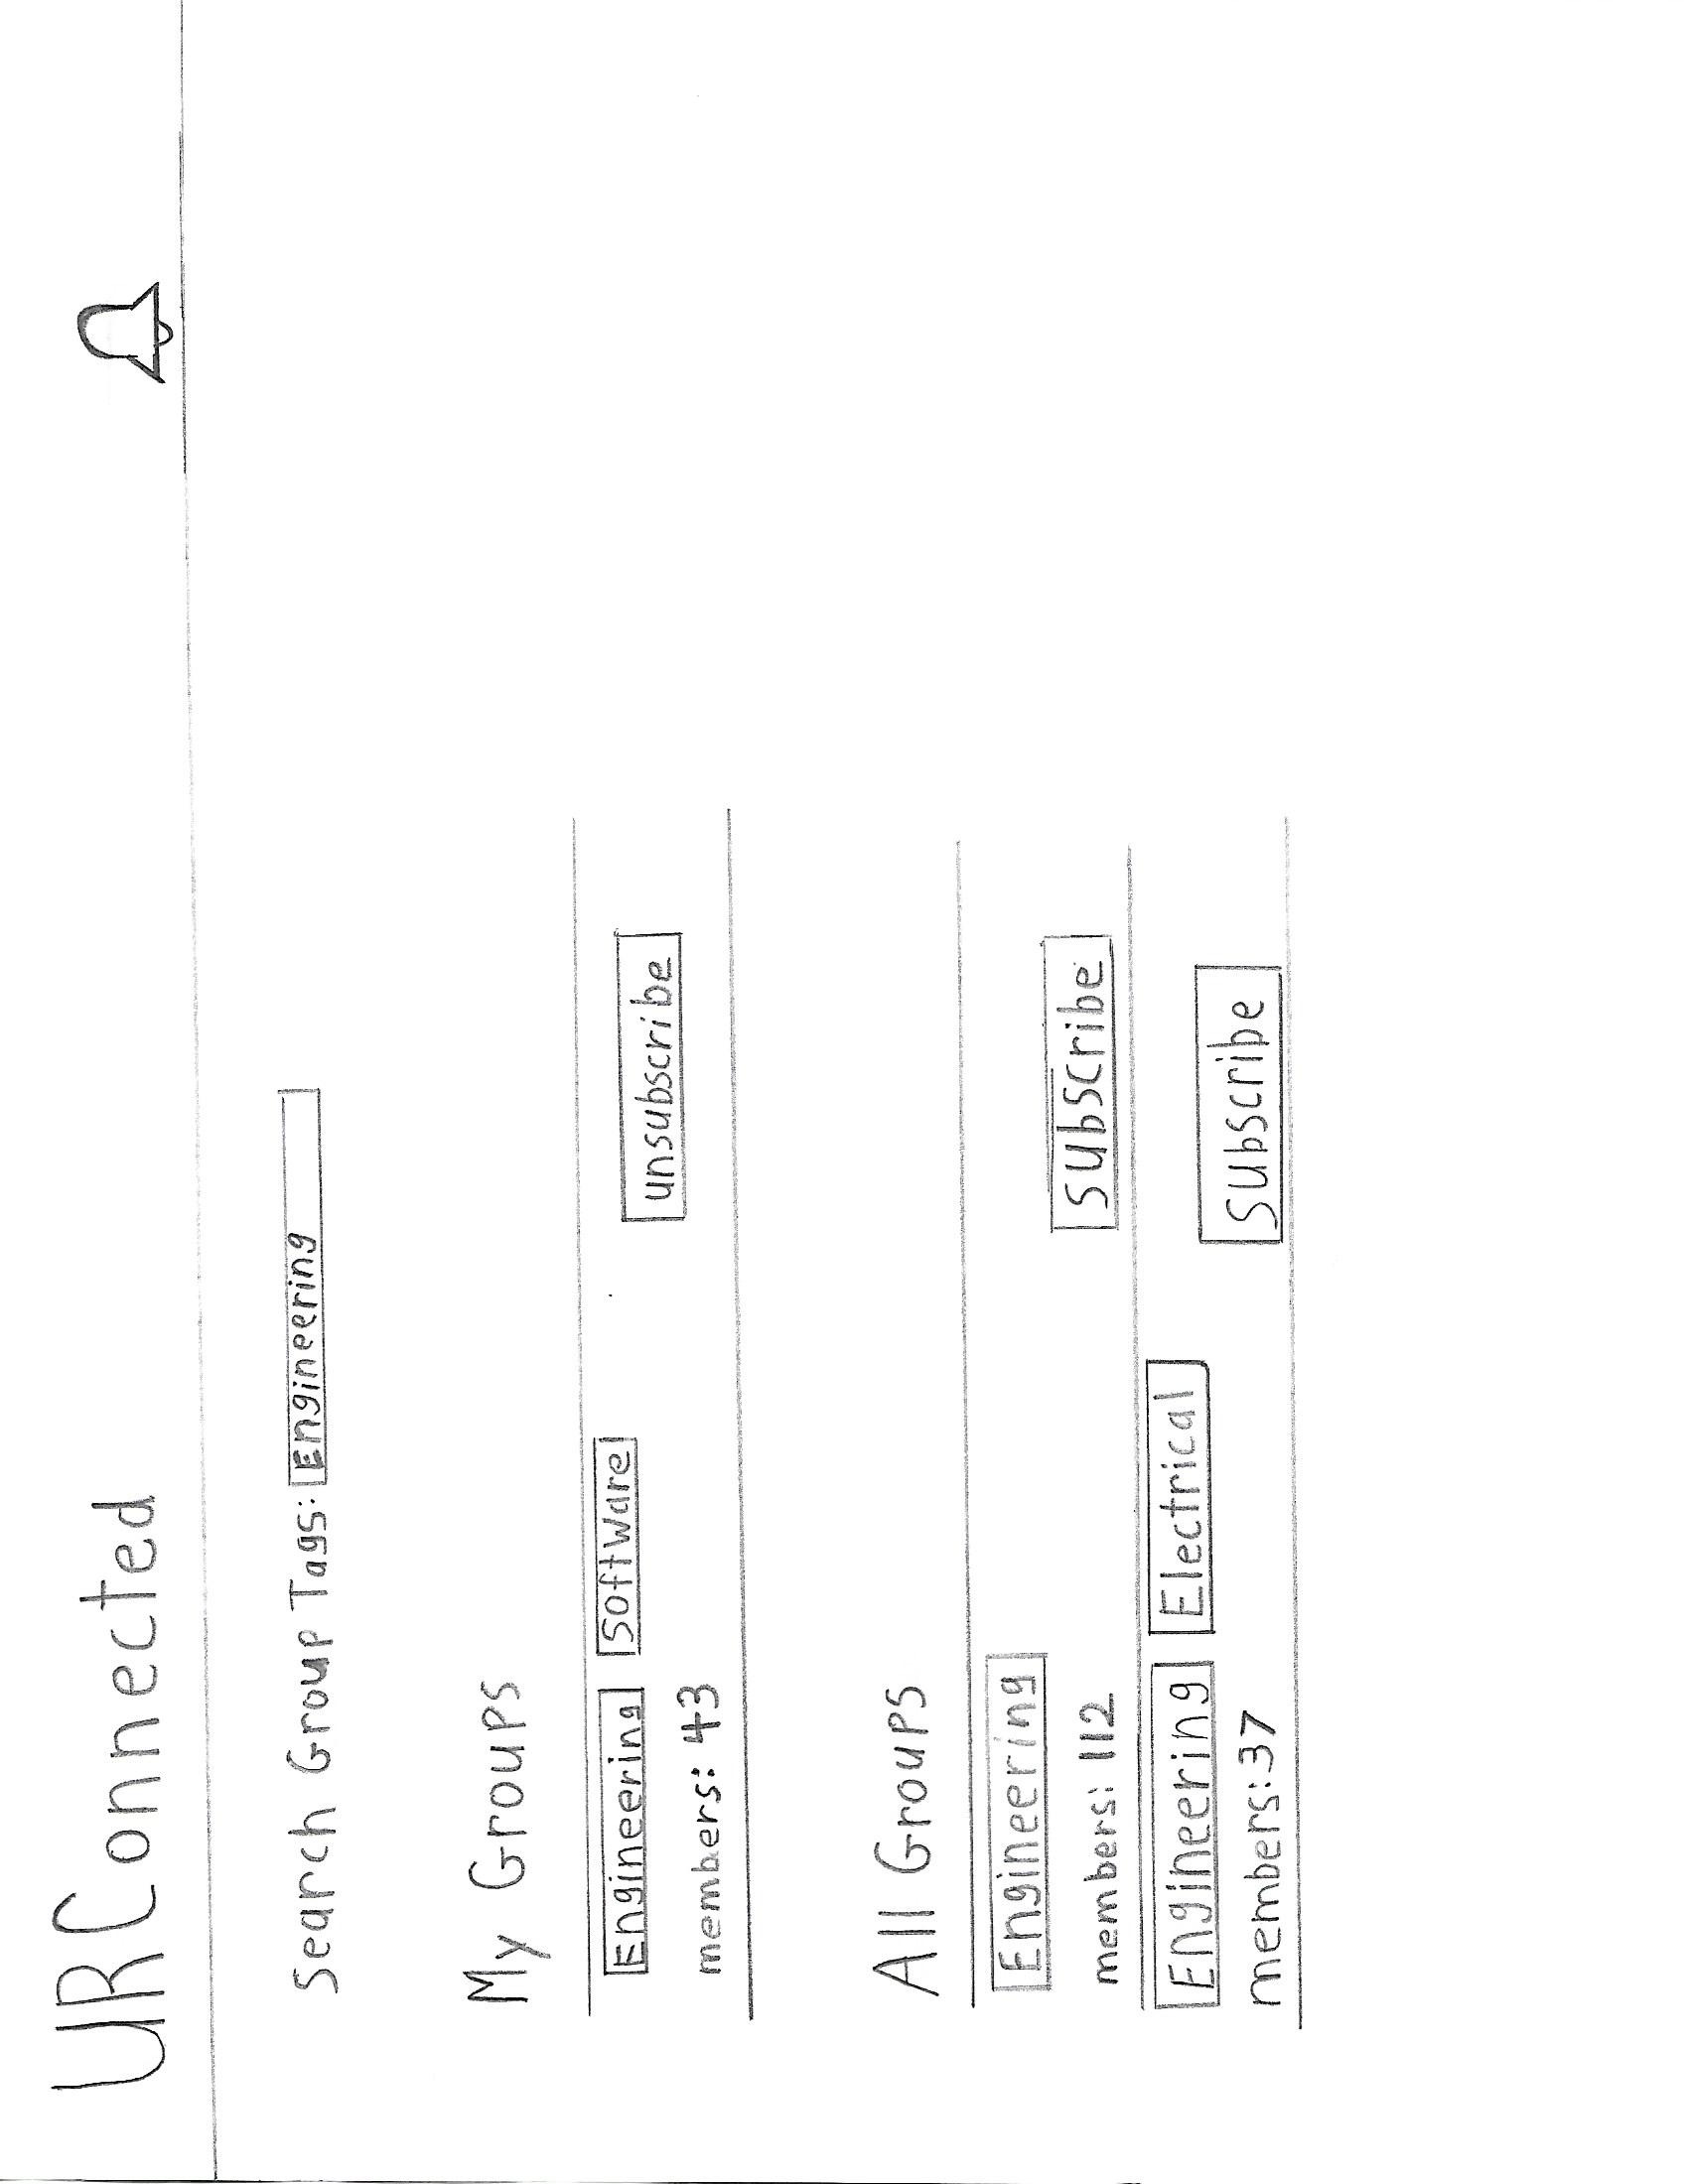 URConnected
Search Group Tags: Engineering
My Groups
Engineering Software
unsubscribe
members: 43
All Groups
Engineering
Subscribe
members: 112
Engineering Electrical
Subscribe
members: 37